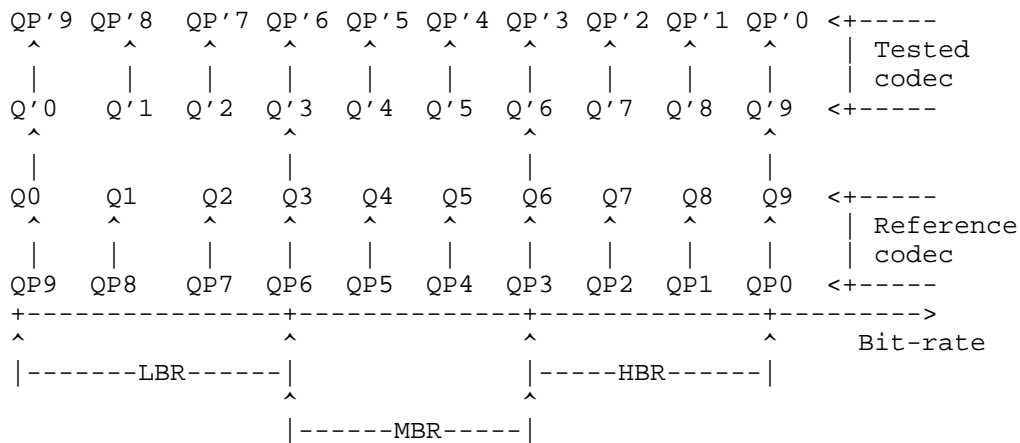 QP'9 QP'8 QP'7 QP'6 QP'5 QP'4 QP'3 QP'2 QP'1 QP'0 <+-----
^ ^ ^ ^ ^ ^ ^ ^ ^ ^ | Tested
| | | | | | | | | | | codec
Q'0 Q'1 Q'2 Q'3 Q'4 Q'5 Q'6 Q'7 Q'8 Q'9 <+-----
^ ^ ^ ^
| | | |
Q0 Q1 Q2 Q3 Q4 Q5 Q6 Q7 Q8 Q9 <+-----
^ ^ ^ ^ ^ ^ ^ ^ ^ ^ | Reference
| | | | | | | | | | | codec
QP9 QP8 QP7 QP6 QP5 QP4 QP3 QP2 QP1 QP0 <+-----
+----------------+--------------+--------------+--------->
^ ^ ^ ^ Bit-rate
|-------LBR------| |-----HBR------|
^ ^
|------MBR-----|